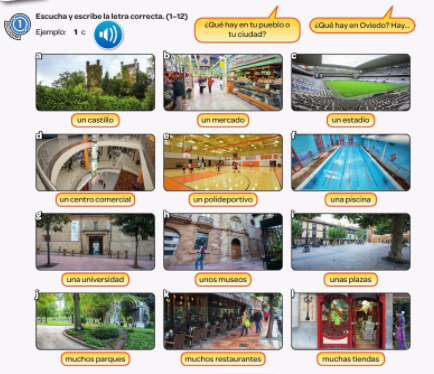 1
Escucha y escribe la letra correcta. (1–12)
Ejemplo: 1 c
¿Qué hay en tu pueblo o
tu ciudad?
¿Qué hay en Oviedo? Hay...
a
b
c
un castillo
un mercado
un estadio
d
e
f
un centro comercial
un polideportivo
una piscina
g
h
i
una universidad
unos museos
unas plazas
j
k
l
muchos parques
muchos restaurantes
muchas tiendas